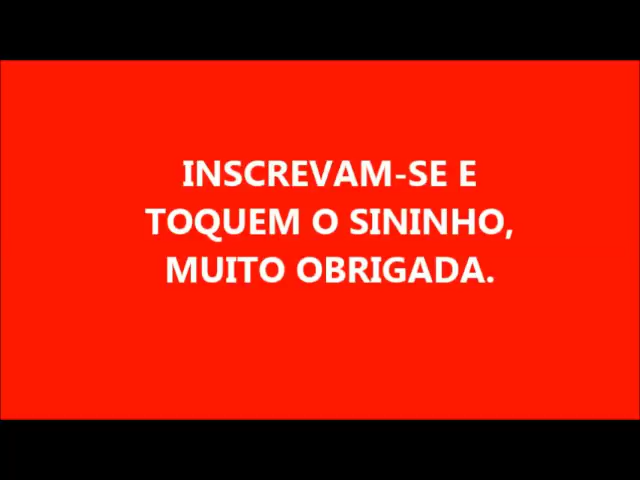 INSCREVAM-SE E
TOQUEM O SININHO,
MUITO OBRIGADA.